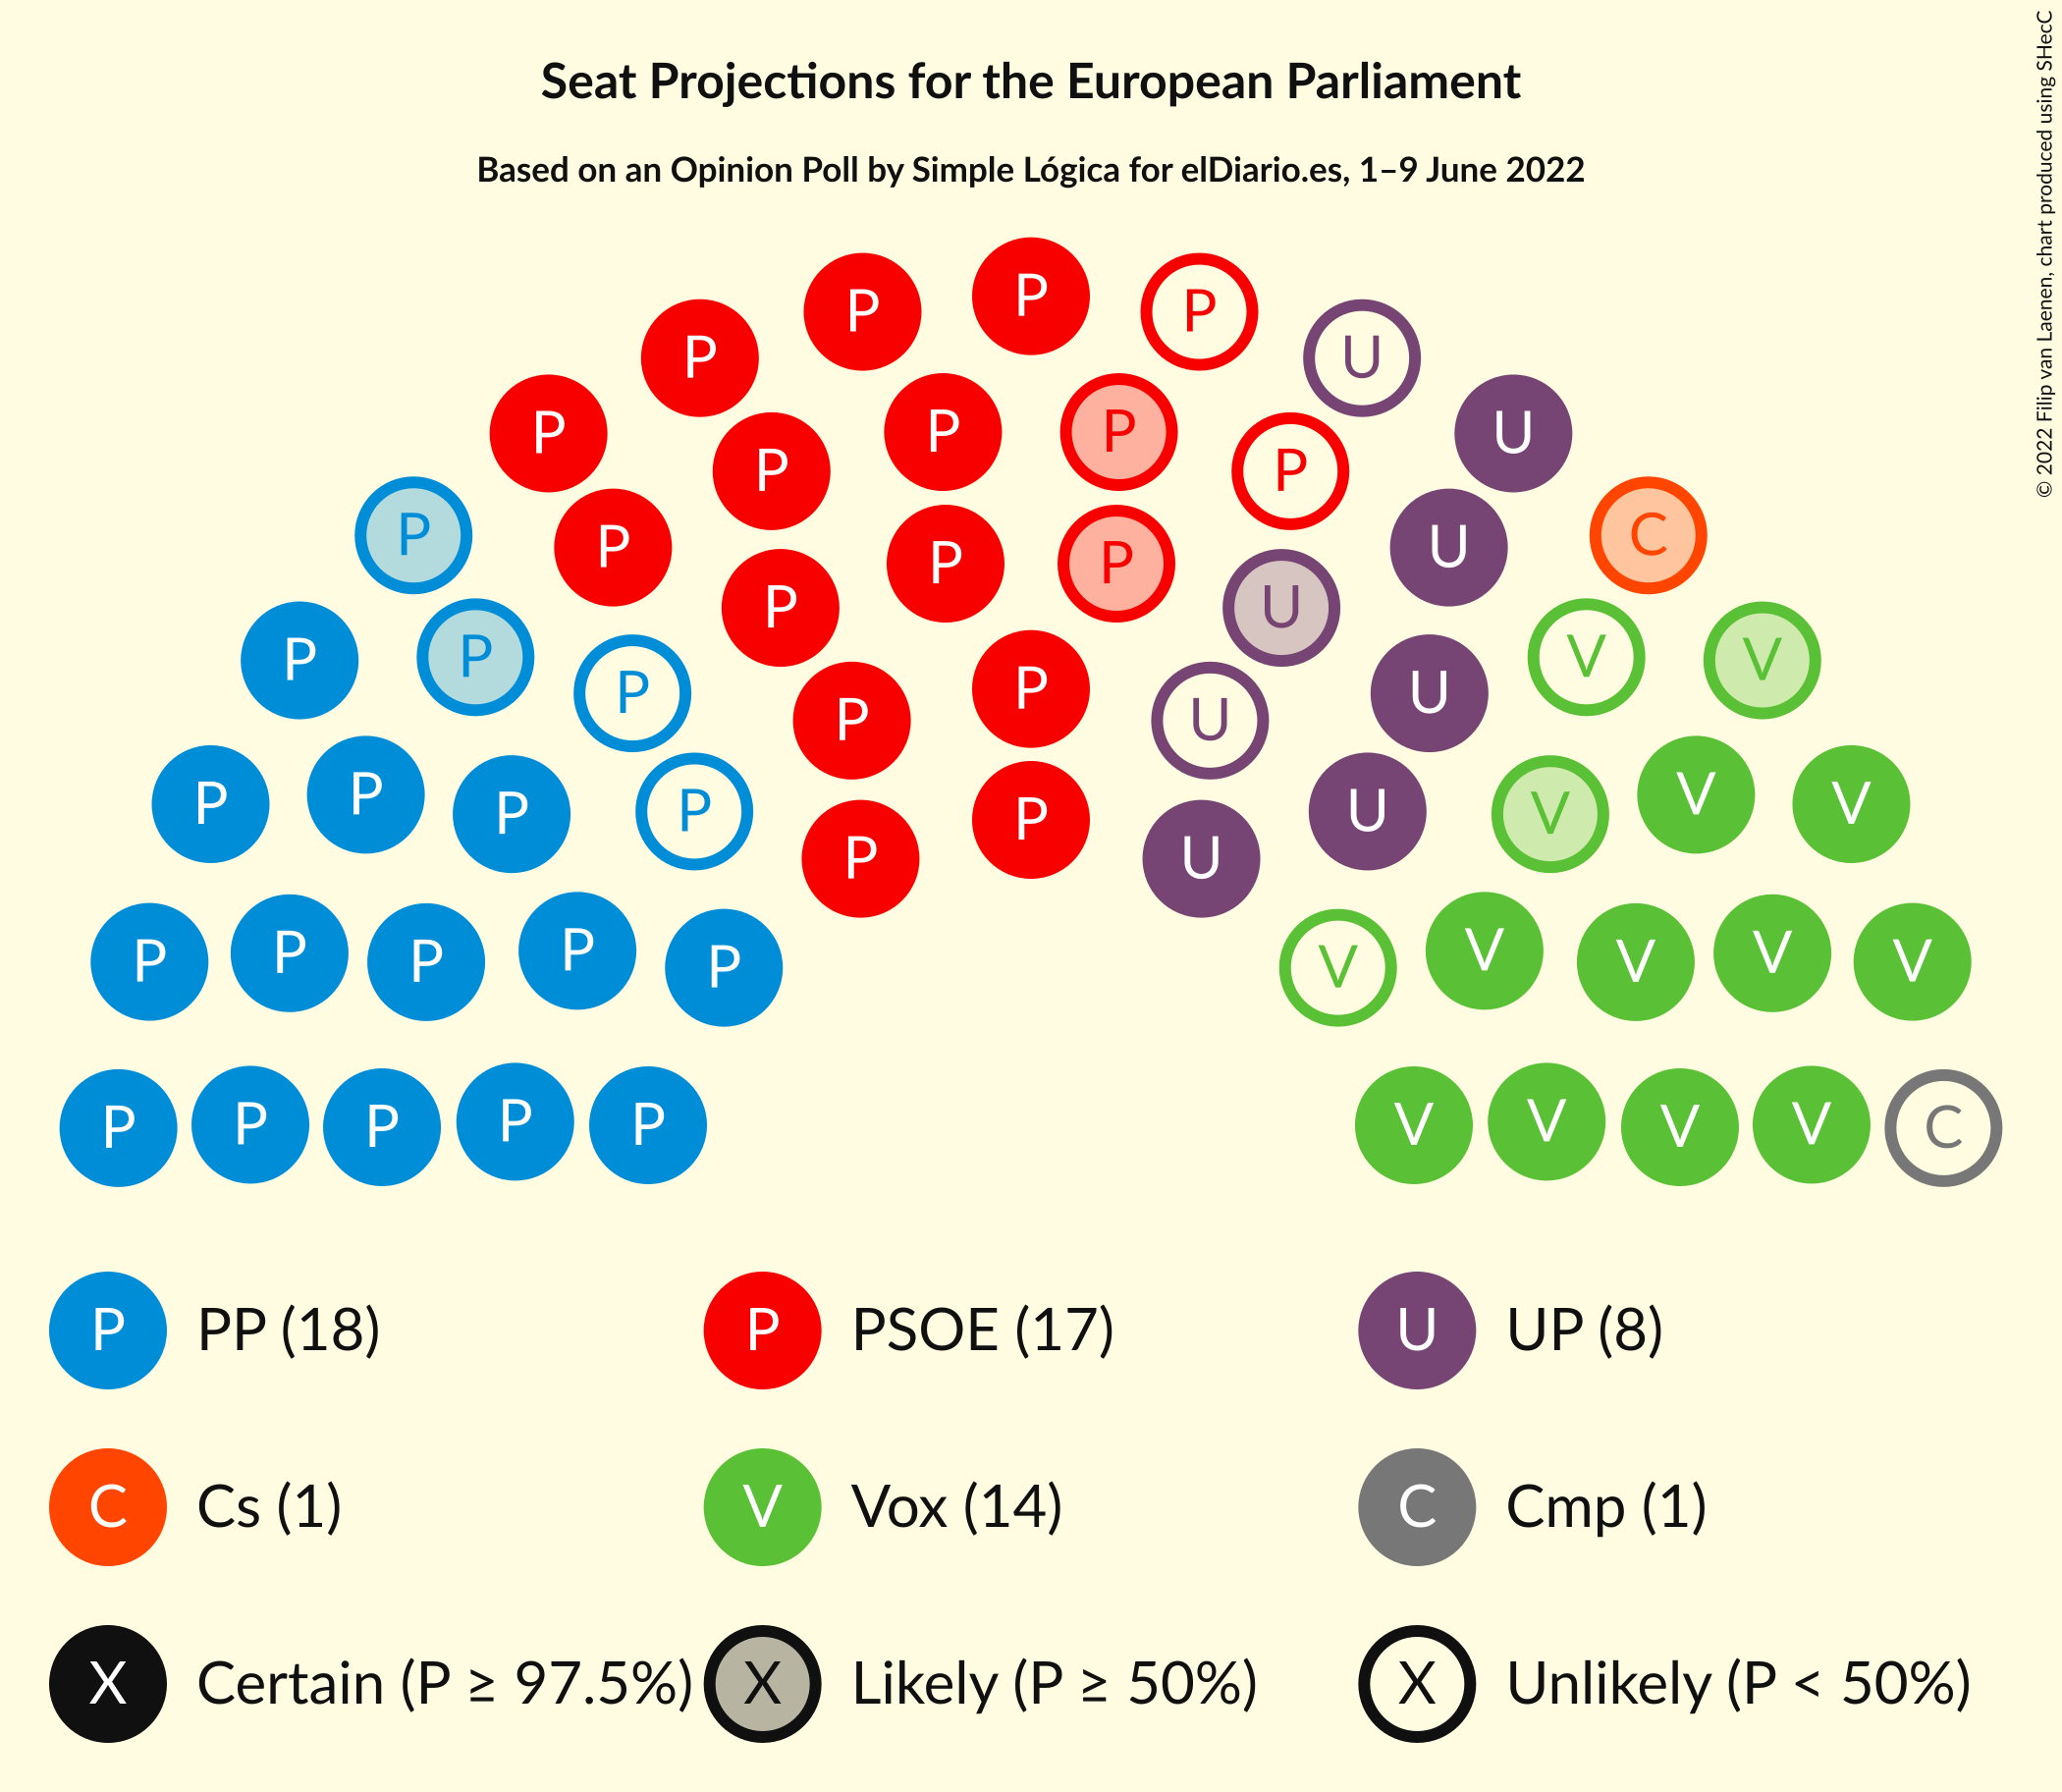 Seat Projections for the European Parliament
Based on an Opinion Poll by Simple Lógica for elDiario.es, 1–9 June 2022
© 2022 Filip van Laenen, chart produced using SHecC
P P P P U
P P P P P U U
P P P P U U C
P P P P P U U V V
P P P P P P U U V V V
P P P P P V V V V V
P P P P P V V V V C
P PP (18) P PSOE (17) U UP (8)
C Cs (1) V Vox (14) C Cmp (1)
X Certain (P ≥ 97.5%) X Likely (P ≥ 50%) X Unlikely (P < 50%)